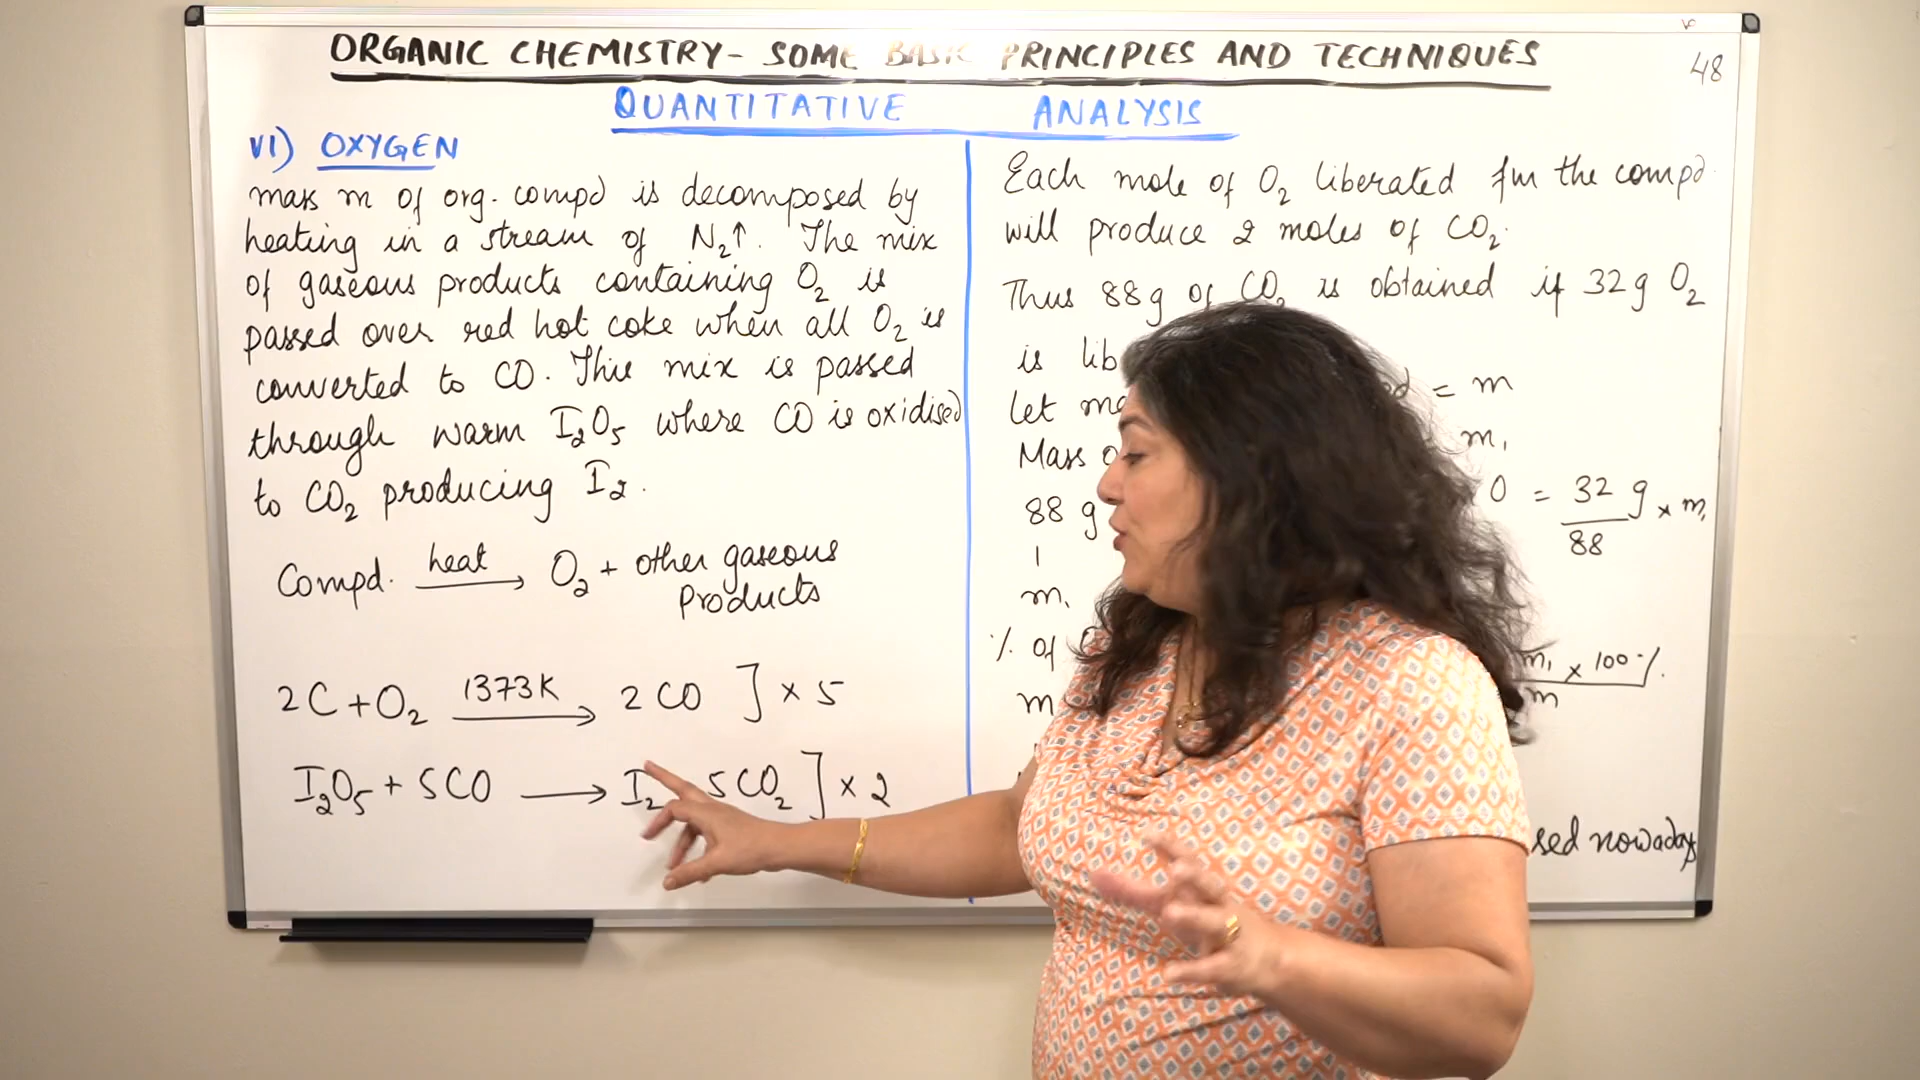 ORGANIC CHEMISTRY- SOME BASIC PRINCIPLES AND TECHNIQUES
48
QUANTITATIVE ANALYSIS
VI) OXYGEN
mass m of org. compd is decomposed by
heating in a stream of N₂↑. The mix
of gaseous products containing O₂ is
passed over red hot coke when all O₂ is
converted to CO. This mix is passed
through warm I₂O₅ where CO is oxidised
to CO₂ producing I₂.
Compd. heat → O₂ + other gaseous
products
2C + O₂ 1373K → 2CO ] × 5
I₂O₅ + 5CO → I₂ 5CO₂ ] × 2
Each mole of O₂ liberated fm the compd.
will produce 2 moles of CO₂.
Thus 88g of CO₂ is obtained if 32g O₂
is
Let = m
Mass m₁
88 g O = 32/88 g × m₁
1
m₁
% of m₁ × 100 %
m m
nowadays